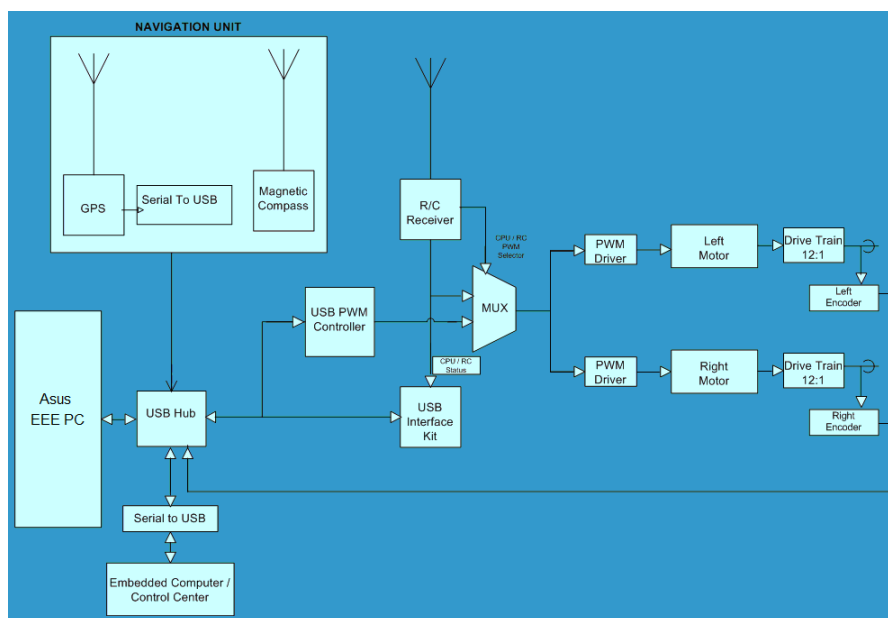 NAVIGATION UNIT
GPS
Serial To USB
Magnetic
Compass
R/C
Receiver
CPU / RC
PWM
Selector
MUX
PWM
Driver
Left
Motor
Drive Train
12:1
Left
Encoder
USB PWM
Controller
CPU / RC
Status
PWM
Driver
Right
Motor
Drive Train
12:1
Right
Encoder
Asus
EEE PC
USB Hub
USB
Interface
Kit
Serial to USB
Embedded Computer /
Control Center